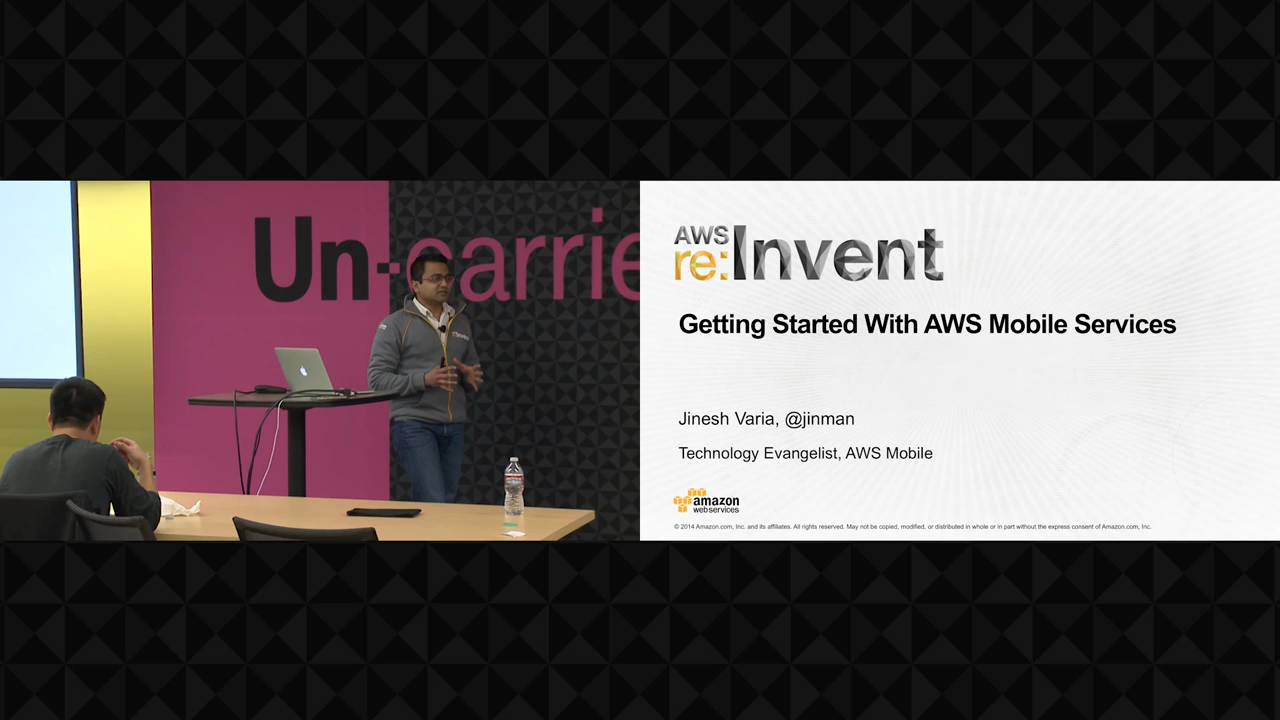 Un-carrie
AWS
re:Invent
Getting Started With AWS Mobile Services
Jinesh Varia, @jinman
Technology Evangelist, AWS Mobile
amazon
webservices
© 2014 Amazon.com, Inc. and its affiliates. All rights reserved. May not be copied, modified, or distributed in whole or in part without the express consent of Amazon.com, Inc.